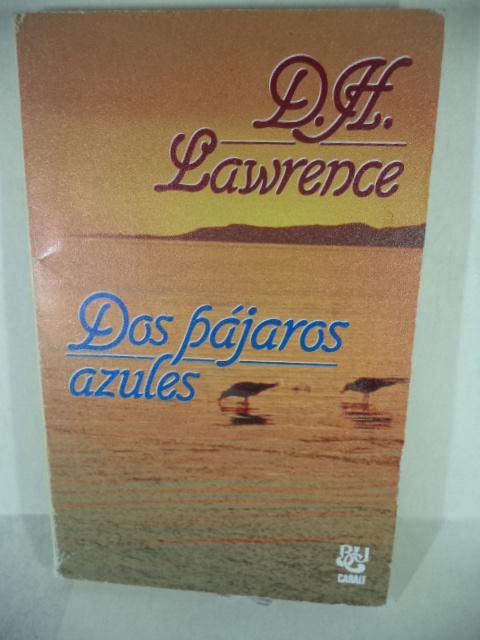 D.H.
Lawrence
Dos pájaros
azules
CARALT